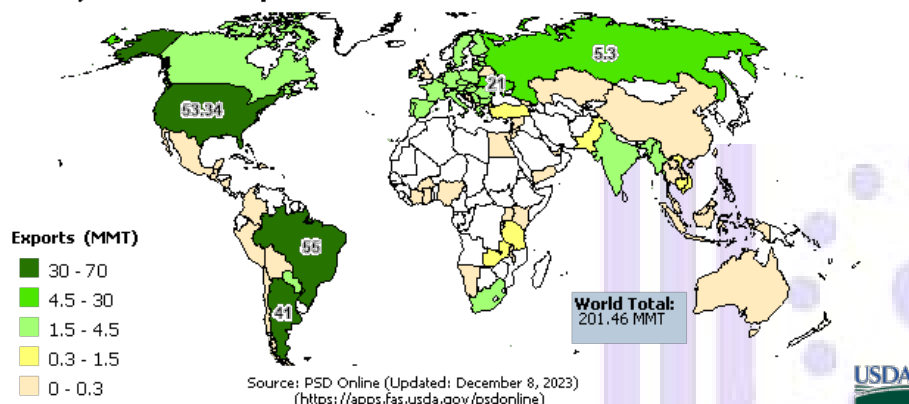 5.3
21
53.34
55
41
Exports (MMT)
30 - 70
4.5 - 30
1.5 - 4.5
0.3 - 1.5
0 - 0.3
World Total:
201.46 MMT
Source: PSD Online (Updated: December 8, 2023)
(https://apps.fas.usda.gov/psdonline)
USDA